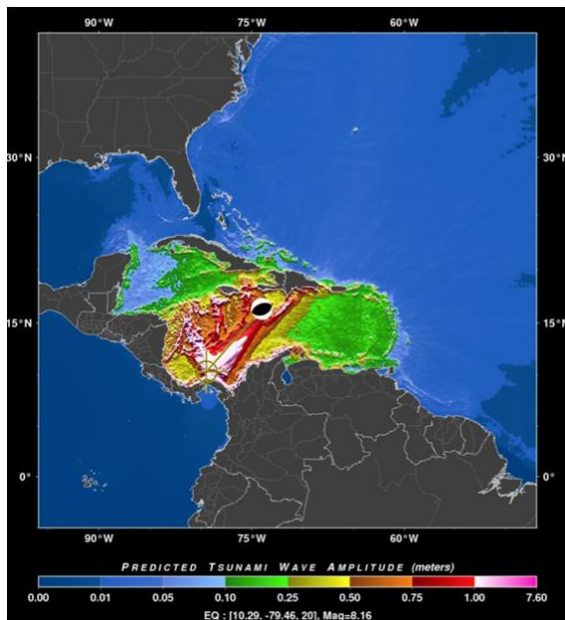 90°W 75°W 60°W
30°N 30°N
15°N 15°N
0° 0°
90°W 75°W 60°W
PREDICTED TSUNAMI WAVE AMPLITUDE (meters)
0.00 0.01 0.05 0.10 0.25 0.50 0.75 1.00 7.60
EQ : [10.29, -79.46, 20], Mag=8.16